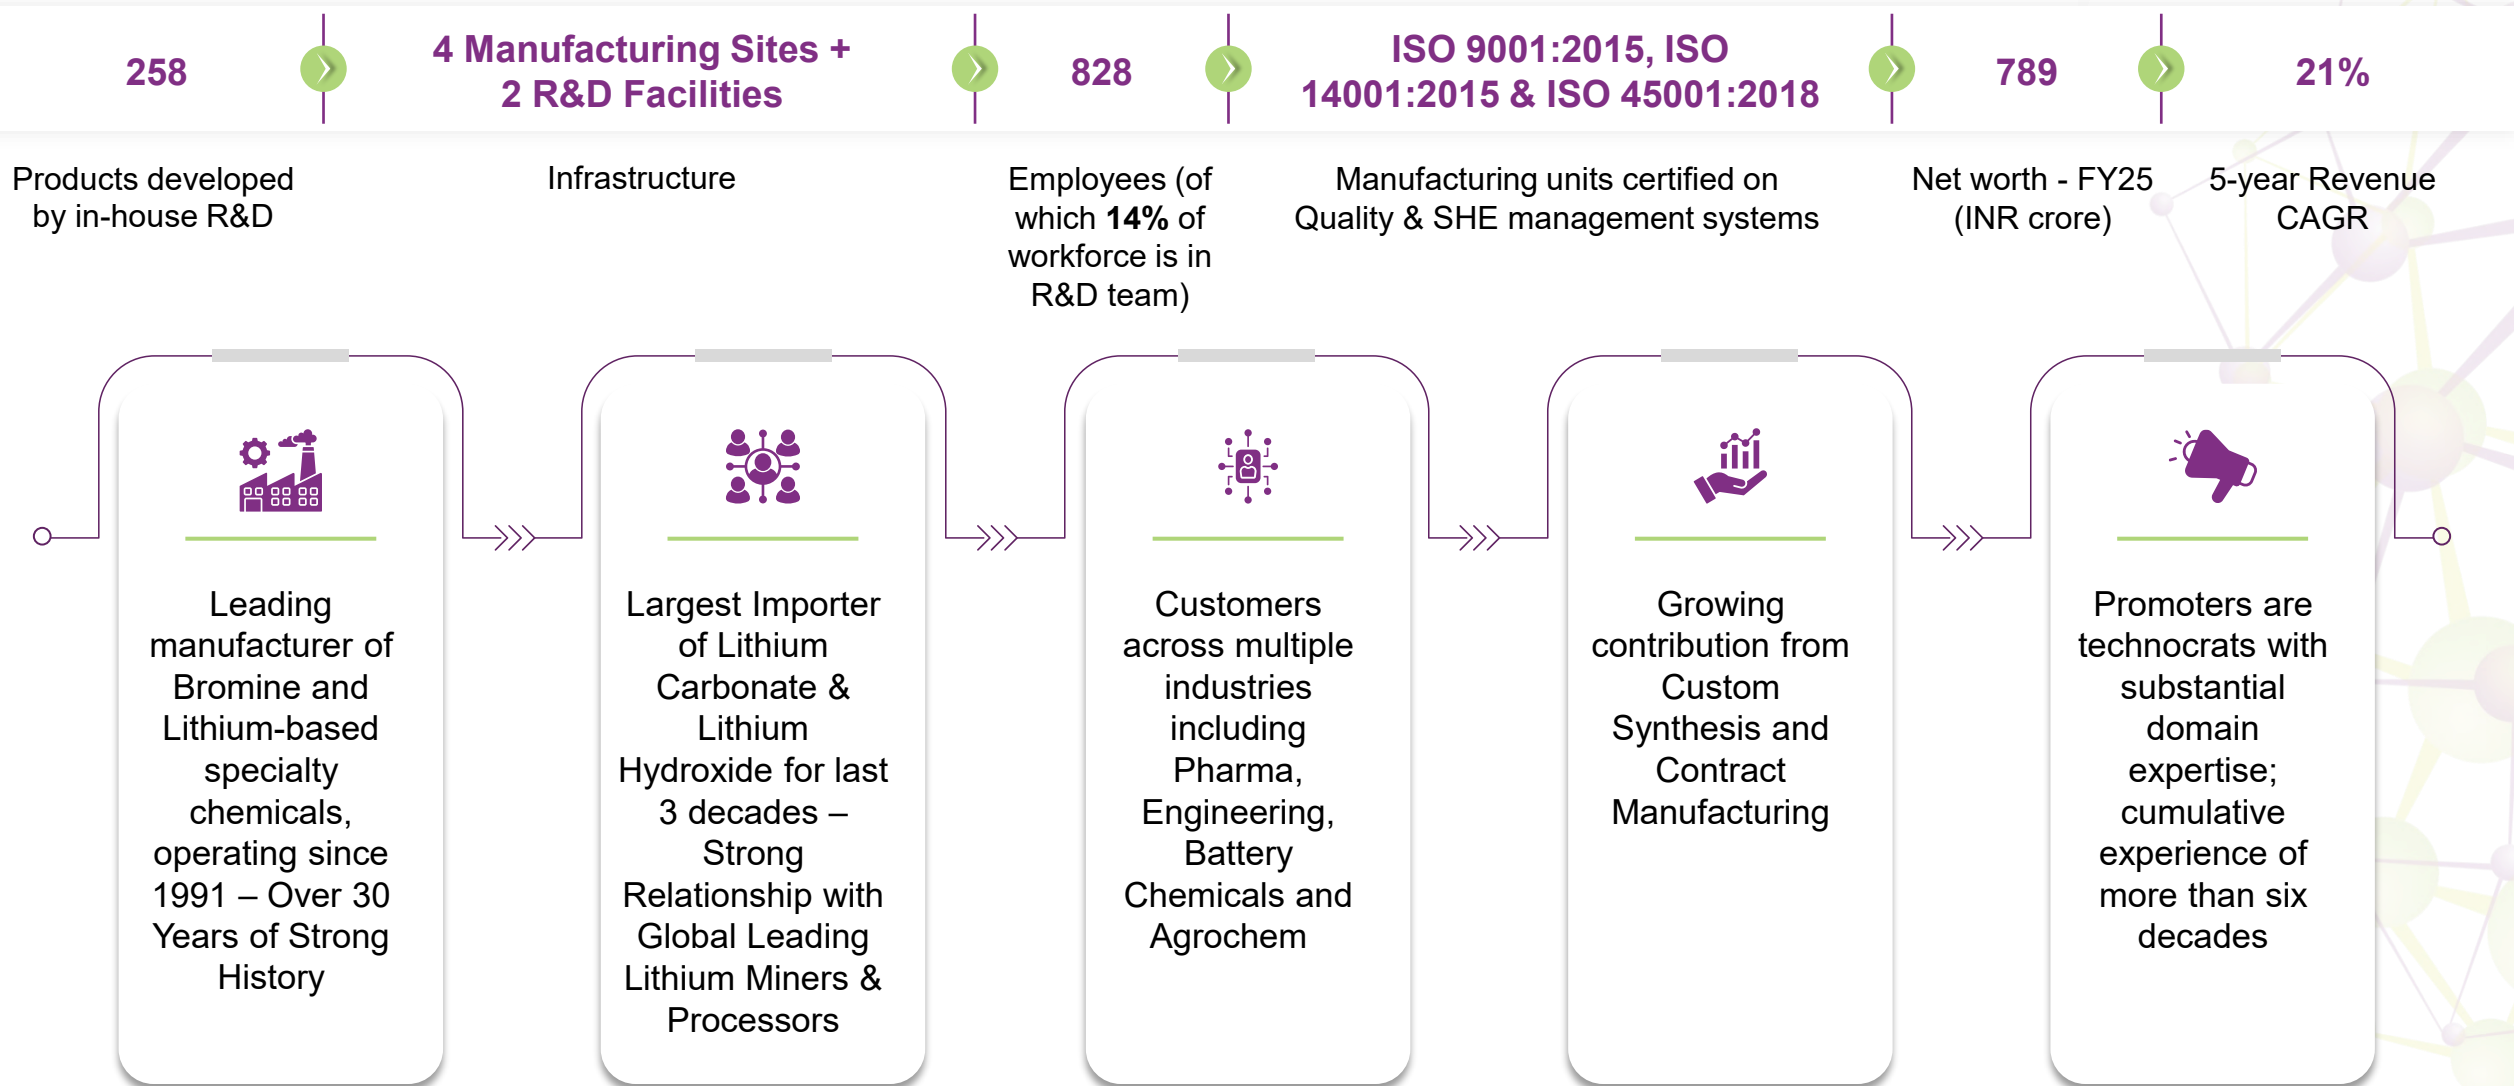 258
4 Manufacturing Sites +
2 R&D Facilities
828
ISO 9001:2015, ISO
14001:2015 & ISO 45001:2018
789
21%
Products developed
by in-house R&D
Infrastructure
Employees (of
which 14% of
workforce is in
R&D team)
Manufacturing units certified on
Quality & SHE management systems
Net worth - FY25
(INR crore)
5-year Revenue
CAGR
Leading
manufacturer of
Bromine and
Lithium-based
specialty
chemicals,
operating since
1991 – Over 30
Years of Strong
History
Largest Importer
of Lithium
Carbonate &
Lithium
Hydroxide for last
3 decades –
Strong
Relationship with
Global Leading
Lithium Miners &
Processors
Customers
across multiple
industries
including
Pharma,
Engineering,
Battery
Chemicals and
Agrochem
Growing
contribution from
Custom
Synthesis and
Contract
Manufacturing
Promoters are
technocrats with
substantial
domain
expertise;
cumulative
experience of
more than six
decades